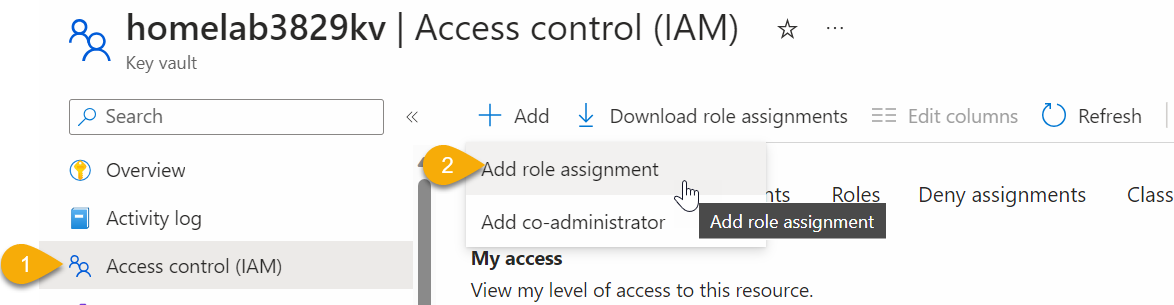 homelab3829kv | Access control (IAM) ☆ ...
Key vault
Search «
+ Add Download role assignments Edit columns Refresh
Overview
2 Add role assignment
nts Roles Deny assignments Class
Activity log
Add co-administrator
Add role assignment
1 Access control (IAM)
My access
View my level of access to this resource.